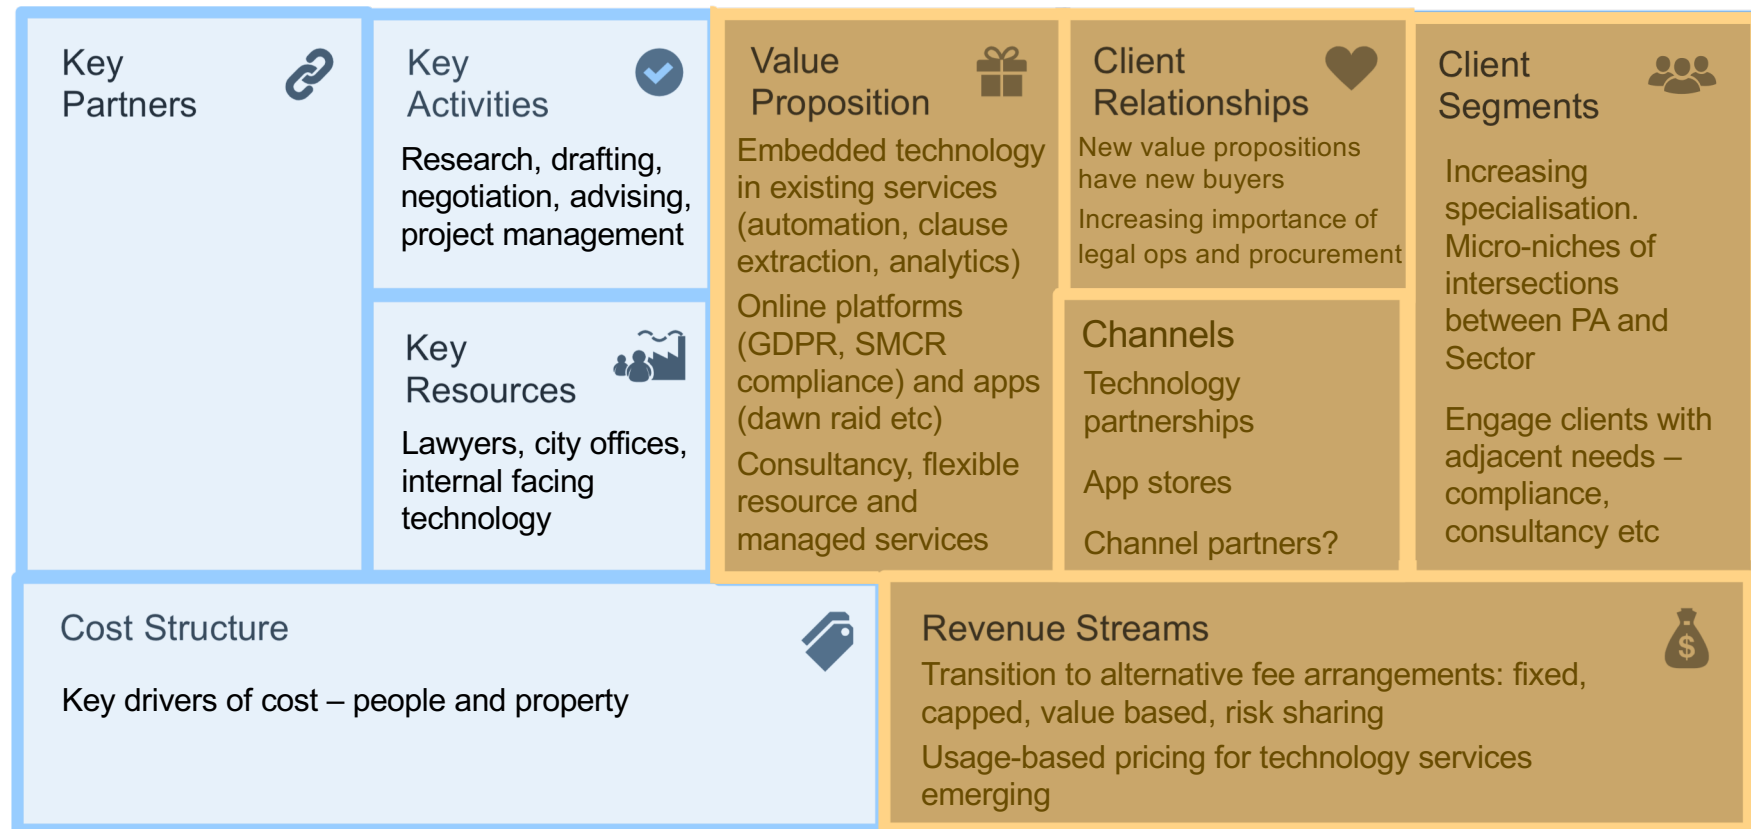 Key
Partners
Key
Activities
Research, drafting,
negotiation, advising,
project management
Key
Resources
Lawyers, city offices,
internal facing
technology
Value
Proposition
Embedded technology
in existing services
(automation, clause
extraction, analytics)
Online platforms
(GDPR, SMCR
compliance) and apps
(dawn raid etc)
Consultancy, flexible
resource and
managed services
Client
Relationships
New value propositions
have new buyers
Increasing importance of
legal ops and procurement
Channels
Technology
partnerships
App stores
Channel partners?
Client
Segments
Increasing
specialisation.
Micro-niches of
intersections
between PA and
Sector
Engage clients with
adjacent needs –
compliance,
consultancy etc
Cost Structure
Key drivers of cost – people and property
Revenue Streams
$
Transition to alternative fee arrangements: fixed,
capped, value based, risk sharing
Usage-based pricing for technology services
emerging